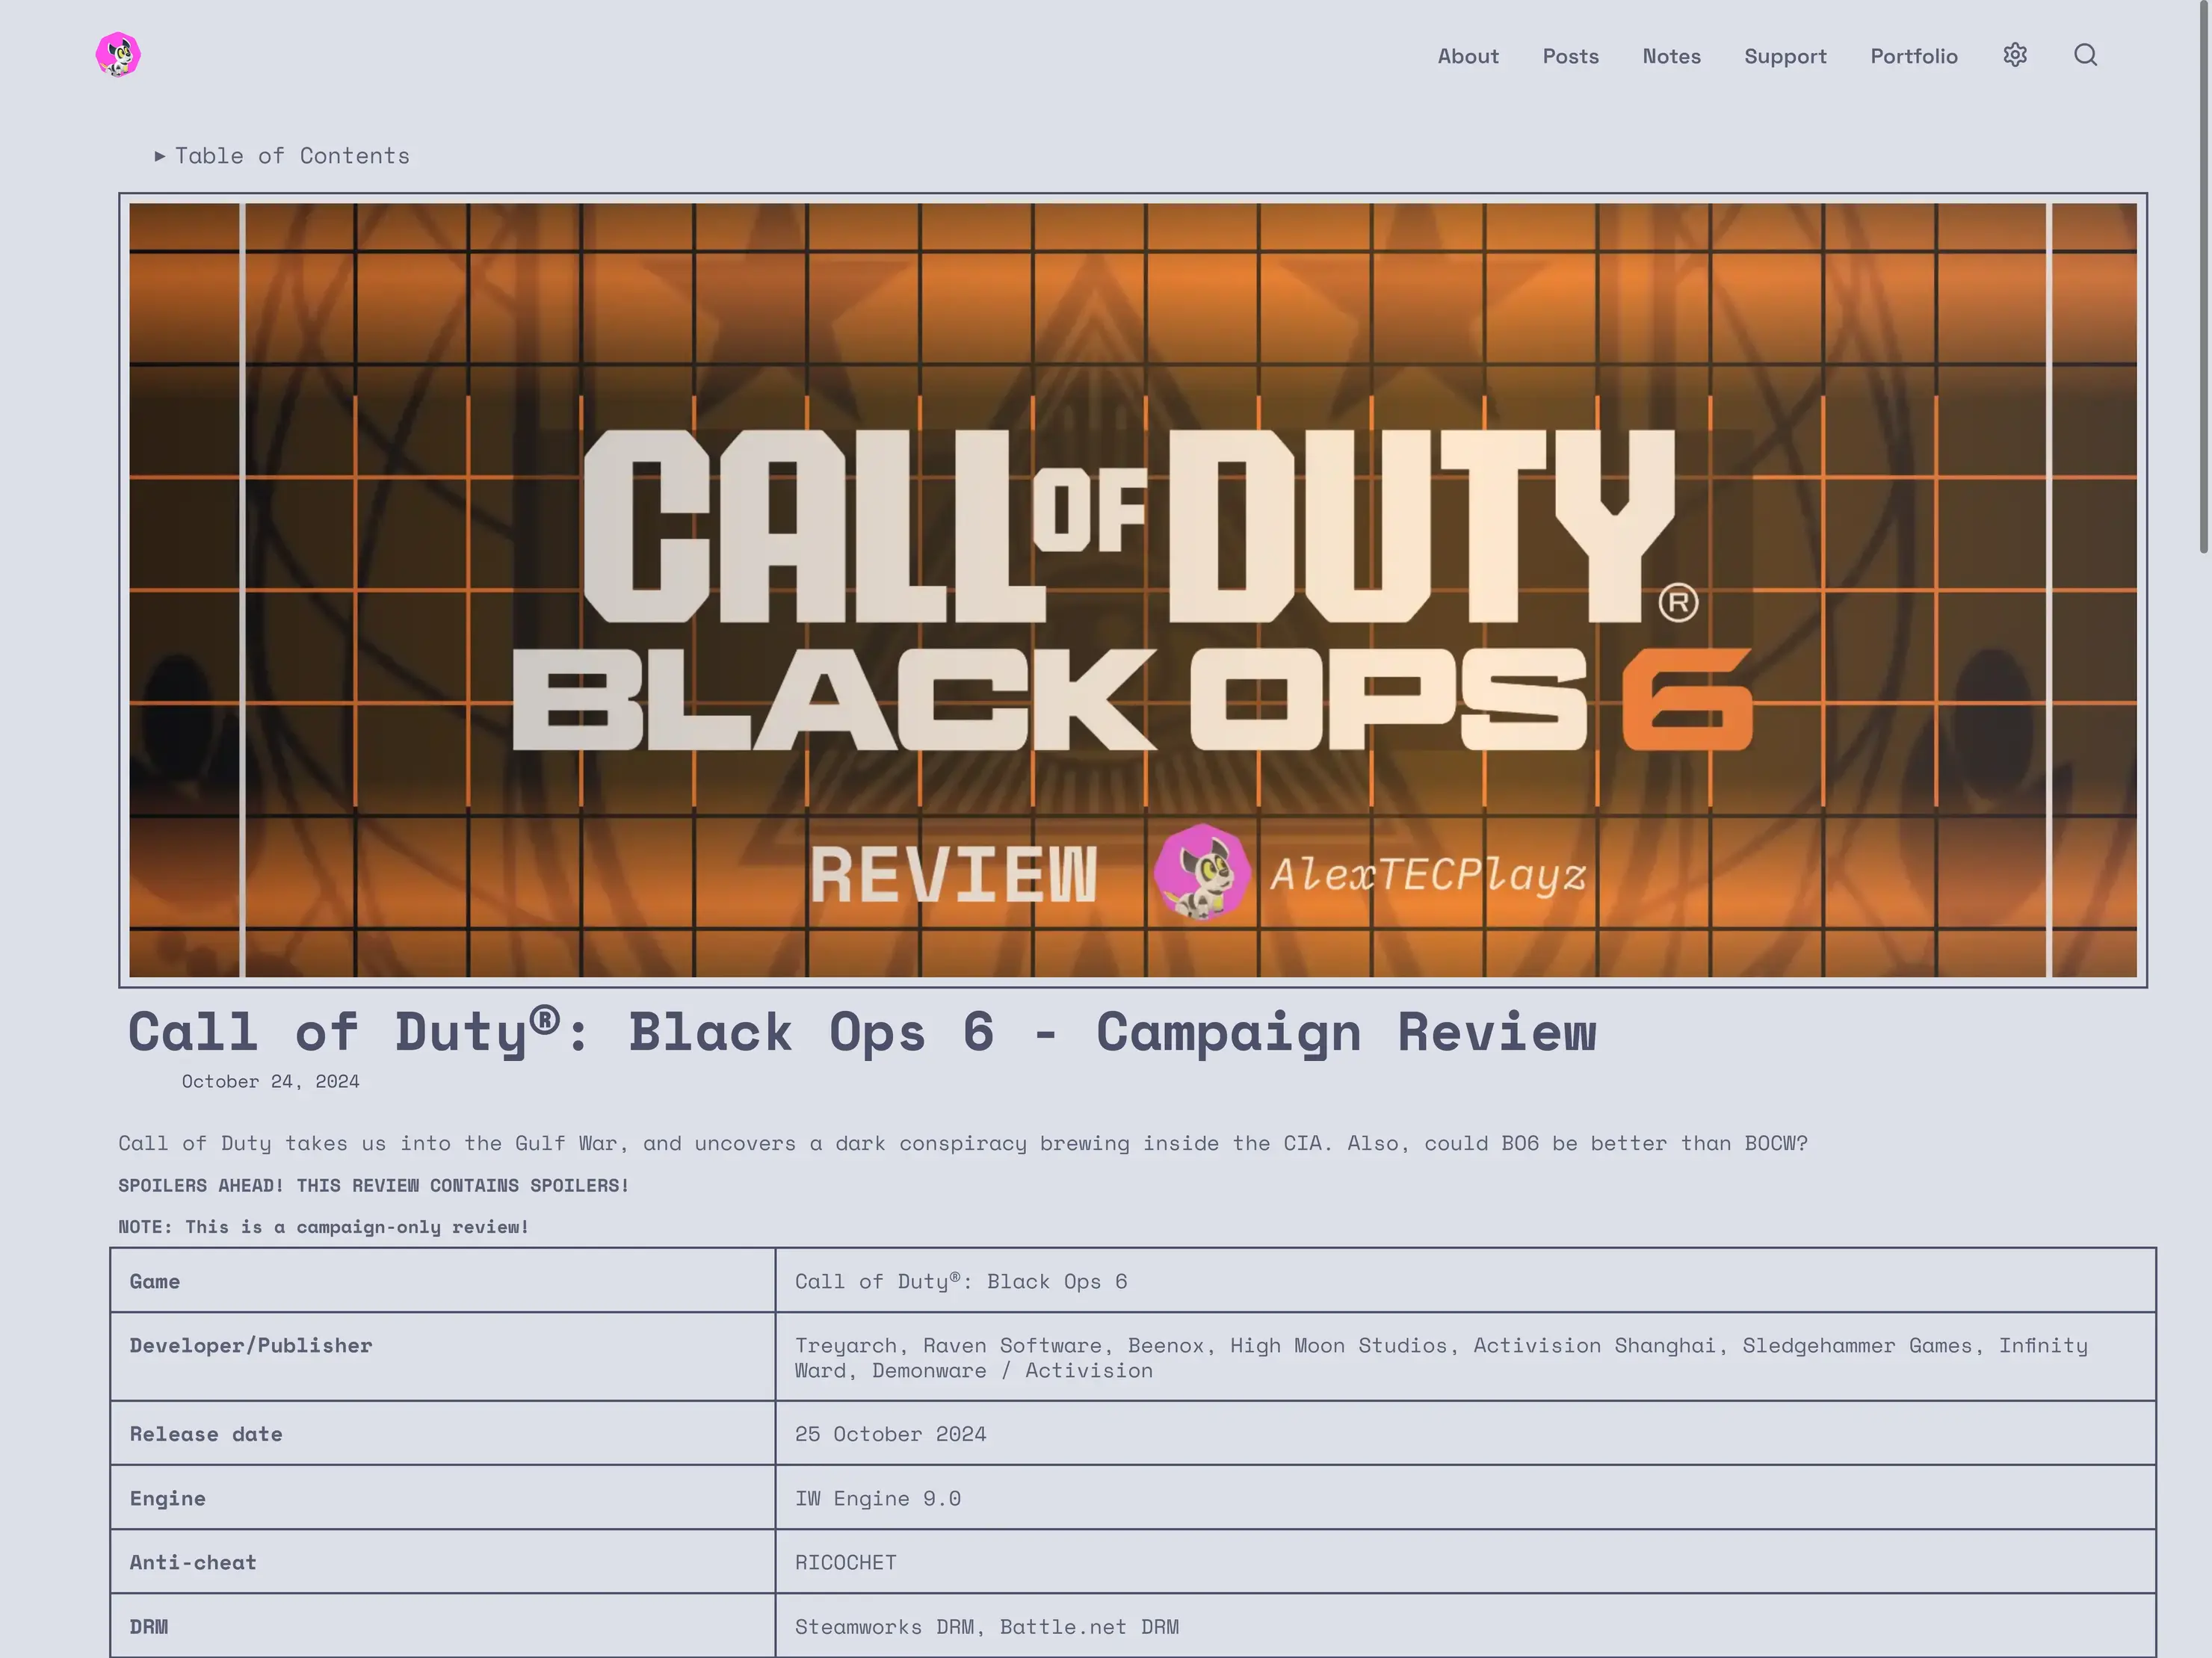 About Posts Notes Support Portfolio
▶ Table of Contents
CALL OF DUTY®
BLACK OPS 6
REVIEW AlexTECPlayz
Call of Duty®: Black Ops 6 - Campaign Review
October 24, 2024
Call of Duty takes us into the Gulf War, and uncovers a dark conspiracy brewing inside the CIA. Also, could BO6 be better than BOCW?
SPOILERS AHEAD! THIS REVIEW CONTAINS SPOILERS!
NOTE: This is a campaign-only review!
Game Call of Duty®: Black Ops 6
Developer/Publisher Treyarch, Raven Software, Beenox, High Moon Studios, Activision Shanghai, Sledgehammer Games, Infinity
Ward, Demonware / Activision
Release date 25 October 2024
Engine IW Engine 9.0
Anti-cheat RICOCHET
DRM Steamworks DRM, Battle.net DRM